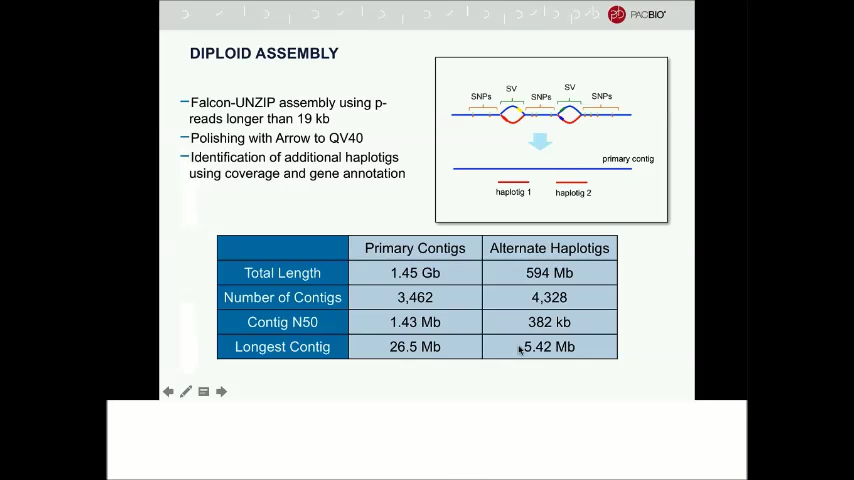 PACBIO
DIPLOID ASSEMBLY
–Falcon-UNZIP assembly using p-
reads longer than 19 kb
–Polishing with Arrow to QV40
–Identification of additional haplotigs
using coverage and gene annotation
SNPs SV SNPs SV SNPs
primary contig
haplotig 1 haplotig 2
Primary Contigs Alternate Haplotigs
Total Length 1.45 Gb 594 Mb
Number of Contigs 3,462 4,328
Contig N50 1.43 Mb 382 kb
Longest Contig 26.5 Mb 5.42 Mb